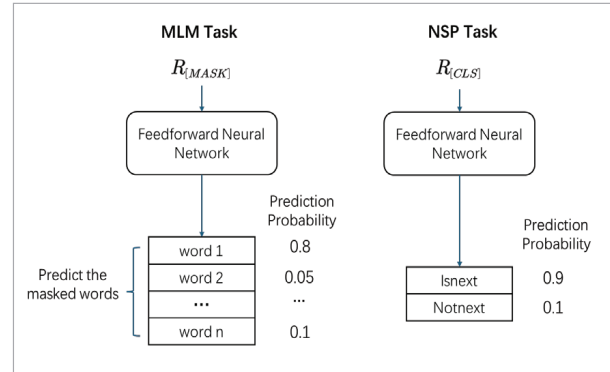 MLM Task
R[MASK]
Feedforward Neural
Network
Prediction
Probability
word 1 0.8
word 2 0.05
... ...
word n 0.1
Predict the
masked words
NSP Task
R[CLS]
Feedforward Neural
Network
Prediction
Probability
Isnext 0.9
Notnext 0.1